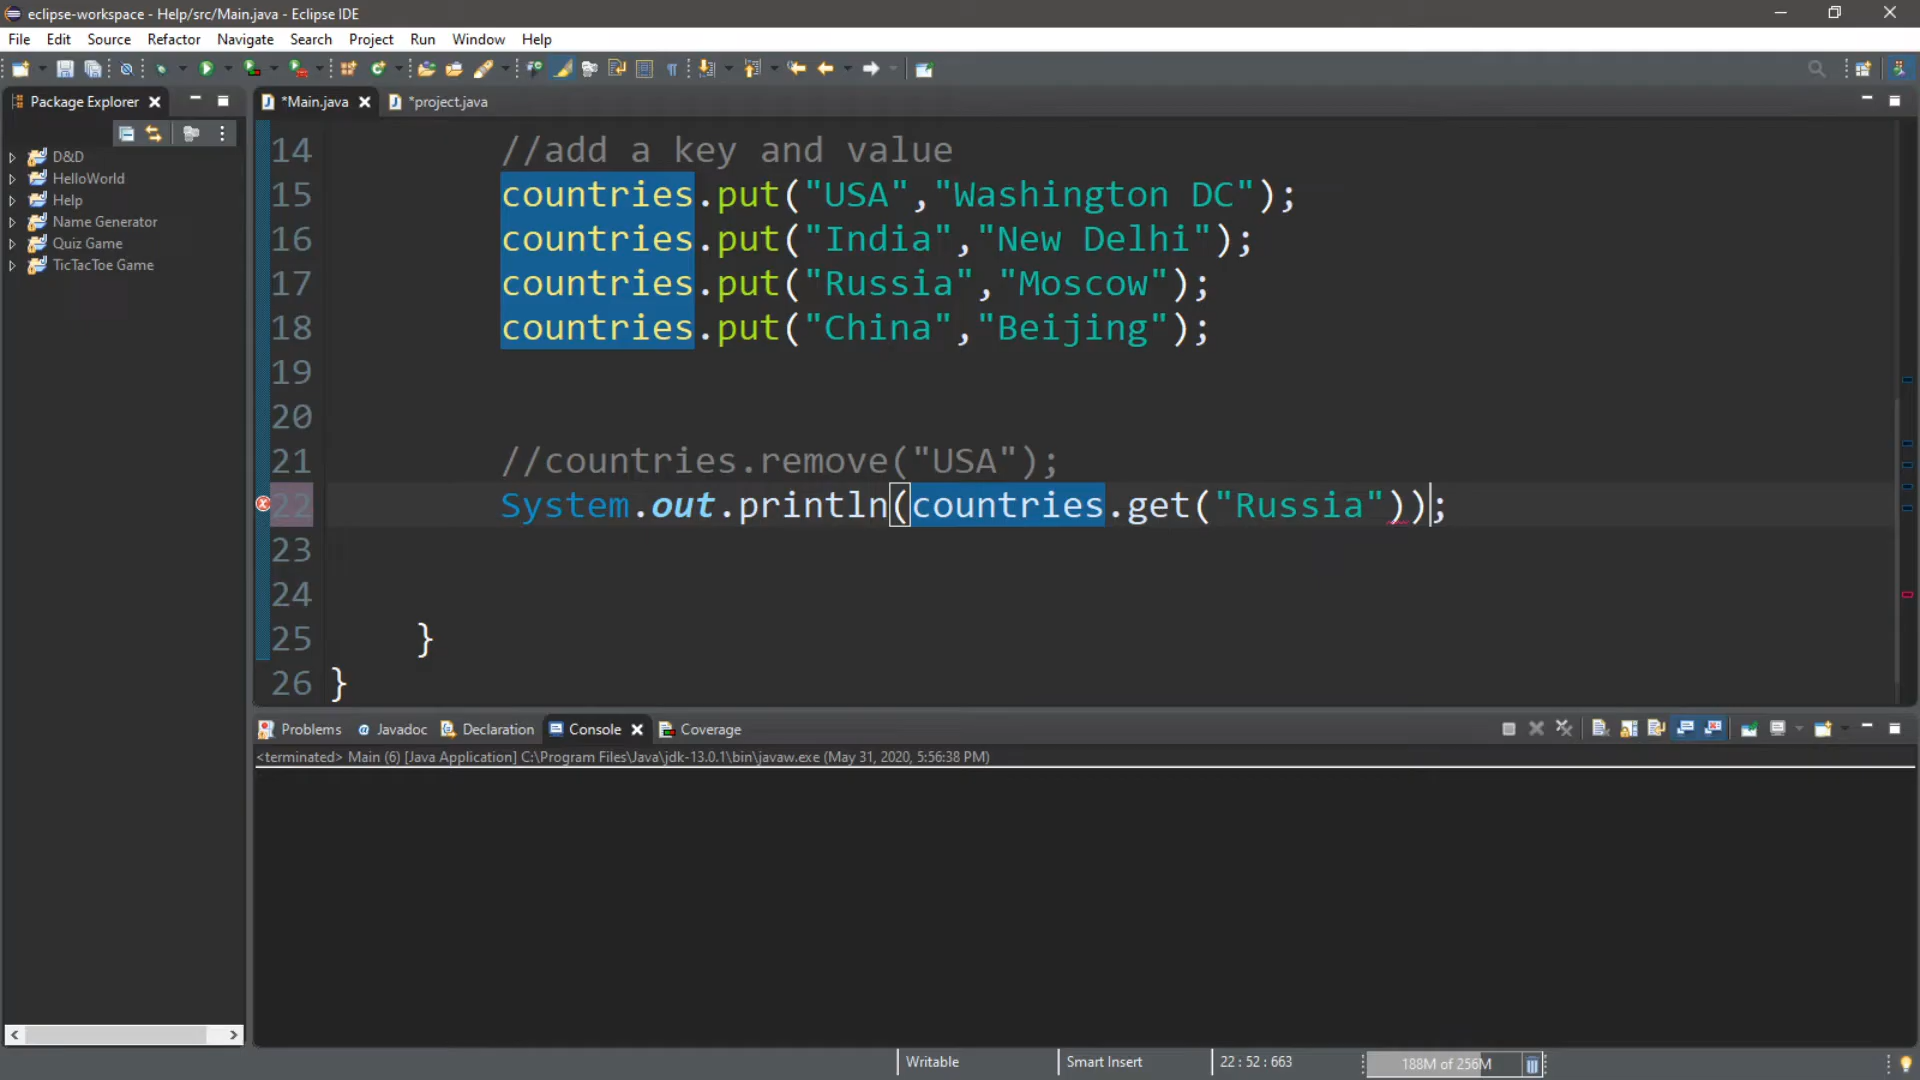 eclipse-workspace - Help/src/Main.java - Eclipse IDE
File Edit Source Refactor Navigate Search Project Run Window Help
Package Explorer
*Main.java *project.java
D&D
HelloWorld
Help
Name Generator
Quiz Game
TicTacToe Game
14 //add a key and value
15 countries.put("USA","Washington DC");
16 countries.put("India","New Delhi");
17 countries.put("Russia","Moscow");
18 countries.put("China","Beijing");
19
20
21 //countries.remove("USA");
22 System.out.println(countries.get("Russia"));
23
24
25 }
26 }
Problems Javadoc Declaration Console Coverage
<terminated> Main (6) [Java Application] C:\Program Files\Java\jdk-13.0.1\bin\javaw.exe (May 31, 2020, 5:56:38 PM)
Writable Smart Insert 22 : 52 : 663 188M of 256M